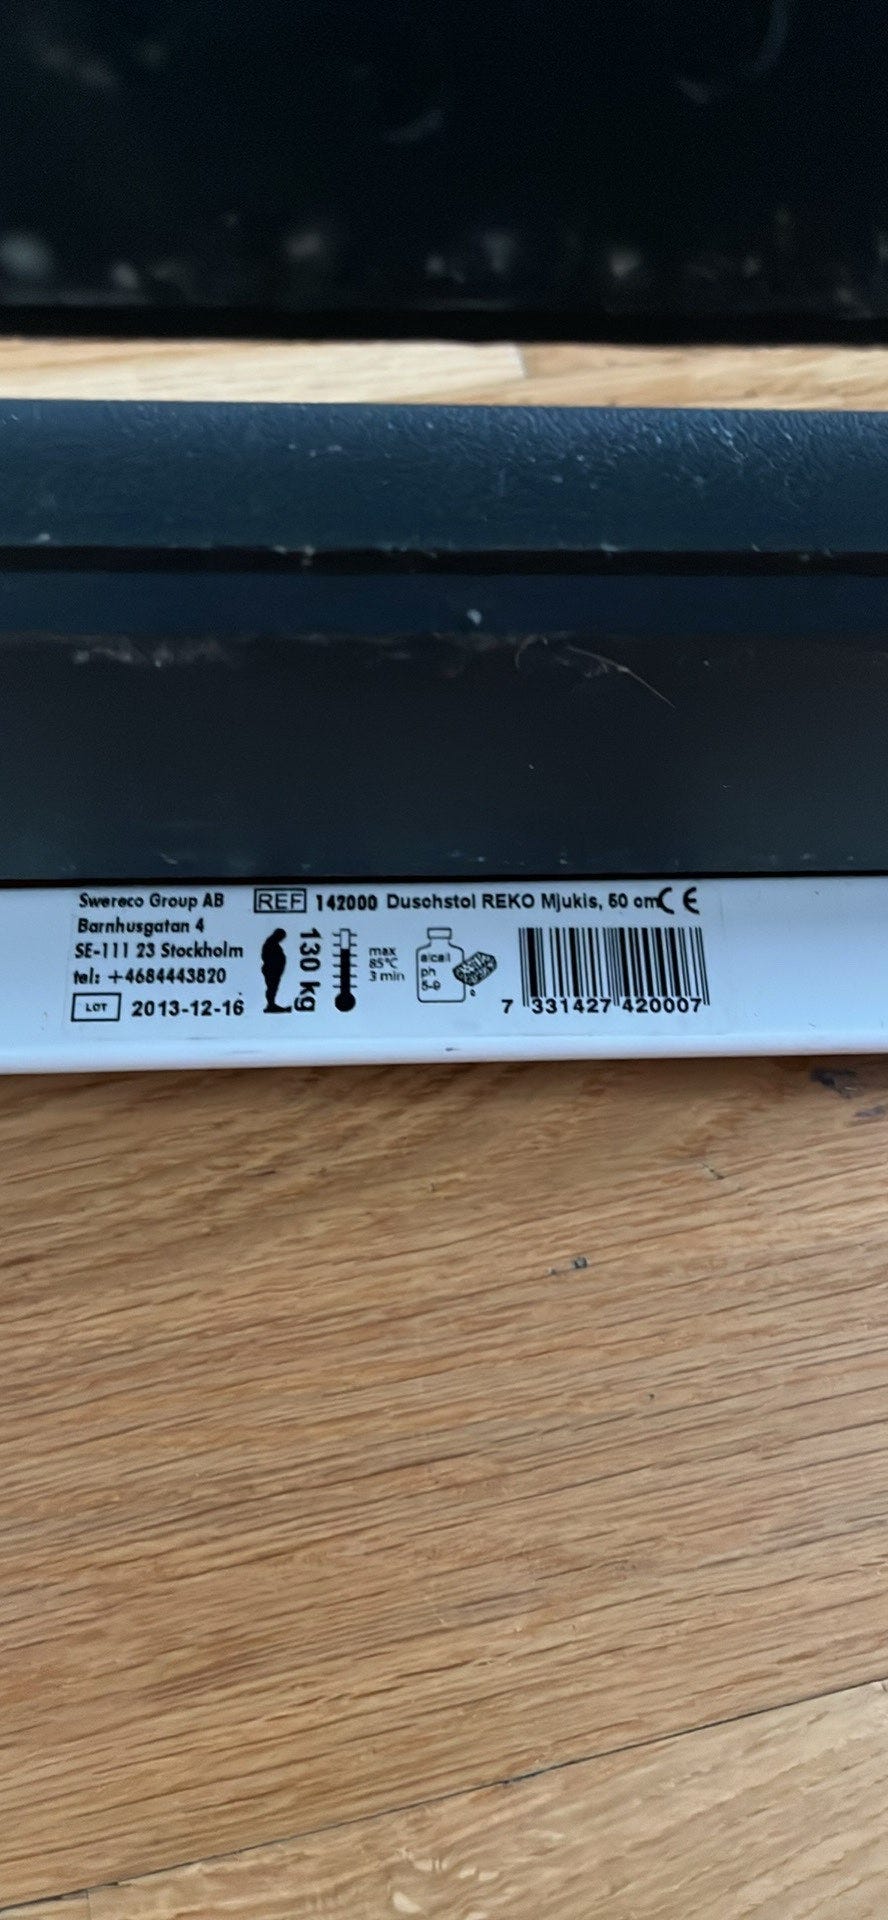 Swereco Group AB
Barnhusgatan 4
SE-111 23 Stockholm
tel: +4684443820
LOT 2013-12-16
REF 142000 Duschstol REKO Mjukis, 50 cm CE
130 kg
max
85°C
3 min
ph
5-9
7 331427 420007